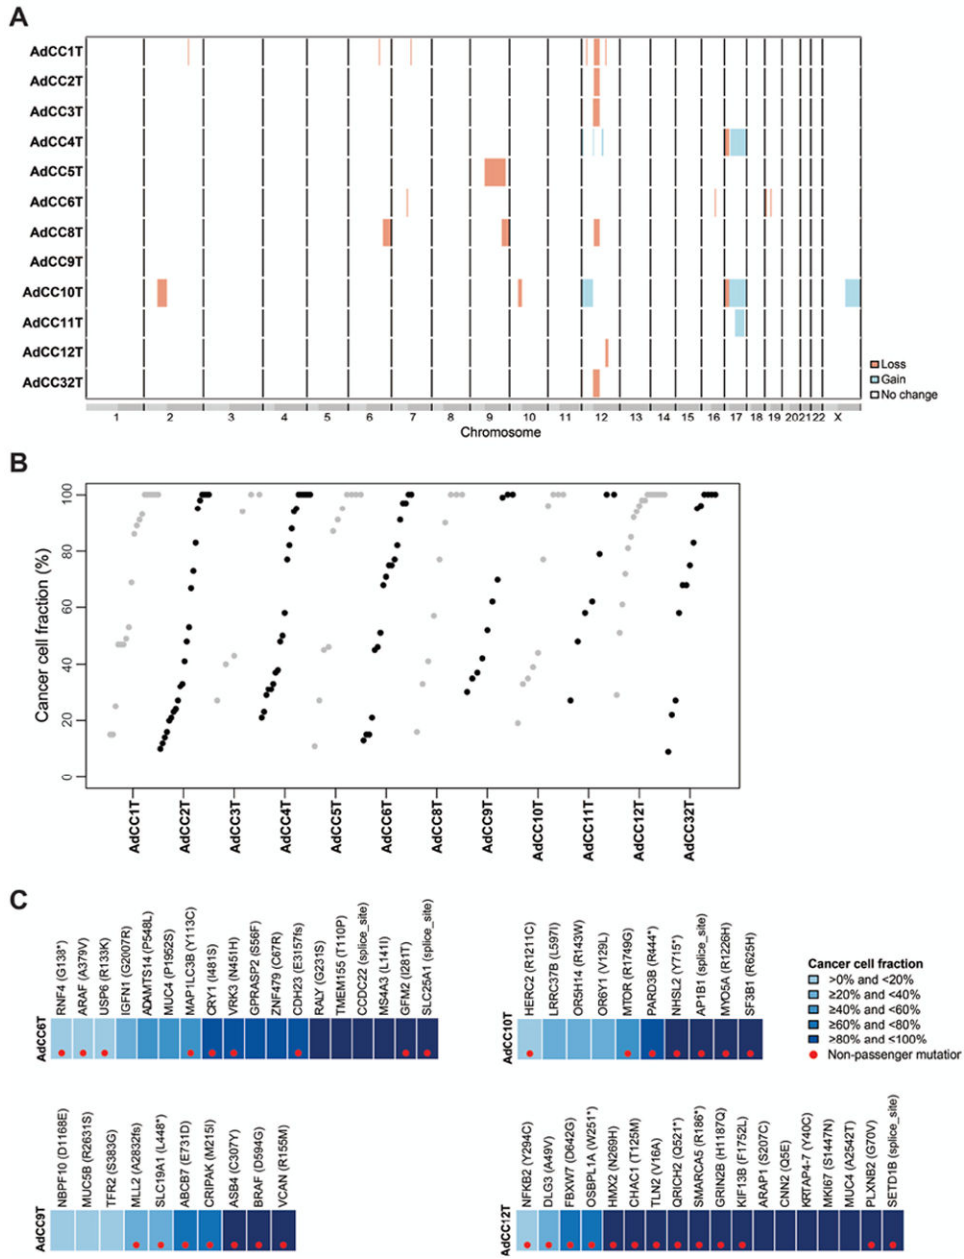 A
AdCC1T
AdCC2T
AdCC3T
AdCC4T
AdCC5T
AdCC6T
AdCC8T
AdCC9T
AdCC10T
AdCC11T
AdCC12T
AdCC32T
Loss
Gain
No change
1 2 3 4 5 6 7 8 9 10 11 12 13 14 15 16 17 18 19 202122 X
Chromosome
B
Cancer cell fraction (%)
100
80
60
40
20
0
AdCC1T
AdCC2T
AdCC3T
AdCC4T
AdCC5T
AdCC6T
AdCC8T
AdCC9T
AdCC10T
AdCC11T
AdCC12T
AdCC32T
C
AdCC6T
RNF4 (G138*)
ARAF (A379V)
USP6 (R133K)
IGFN1 (G2007R)
ADAMTS14 (P548L)
MUC4 (P1952S)
MAP1LC3B (Y113C)
CRY1 (I481S)
VRK3 (N451H)
GPRASP2 (S56F)
ZNF479 (C67R)
CDH23 (E3157fs)
RALY (G231S)
TMEM155 (T110P)
CCDC22 (splice_site)
MS4A3 (L141I)
GFM2 (I281T)
SLC25A1 (splice_site)
AdCC10T
HERC2 (R1211C)
LRRC37B (L597I)
OR5H14 (R143W)
OR6Y1 (V129L)
MTOR (R1749G)
PARD3B (R444*)
NHSL2 (Y715*)
AP1B1 (splice_site)
MYO5A (R1226H)
SF3B1 (R625H)
Cancer cell fraction
>0% and <20%
≥20% and <40%
≥40% and <60%
≥60% and <80%
>80% and <100%
Non-passenger mutation
AdCC9T
NBPF10 (D1168E)
MUC5B (R2631S)
TFR2 (S383G)
MLL2 (A2832fs)
SLC19A1 (L448*)
ABCB7 (E731D)
CRIPAK (M215I)
ASB4 (C307Y)
BRAF (D594G)
VCAN (R155M)
AdCC12T
NFKB2 (Y294C)
DLG3 (A49V)
FBXW7 (D642G)
OSBPL1A (W251*)
HMX2 (N269H)
CHAC1 (T125M)
TLN2 (V16A)
QRICH2 (Q521*)
SMARCA5 (R186*)
GRIN2B (H1187Q)
KIF13B (F1752L)
ARAP1 (S207C)
CNN2 (Q5E)
KRTAP4-7 (Y40C)
MKI67 (S1447N)
MUC4 (A2542T)
PLXNB2 (G70V)
SETD1B (splice_site)